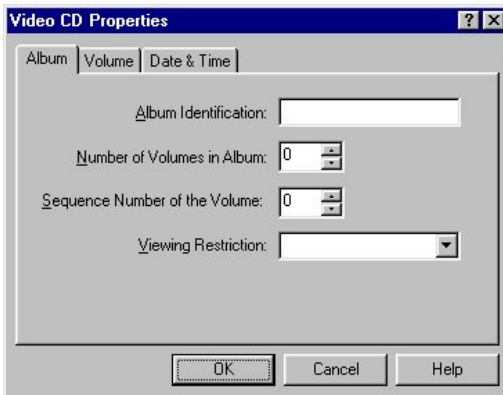 Video CD Properties
Album Volume Date & Time
Album Identification:
Number of Volumes in Album: 0
Sequence Number of the Volume: 0
Viewing Restriction:
OK Cancel Help